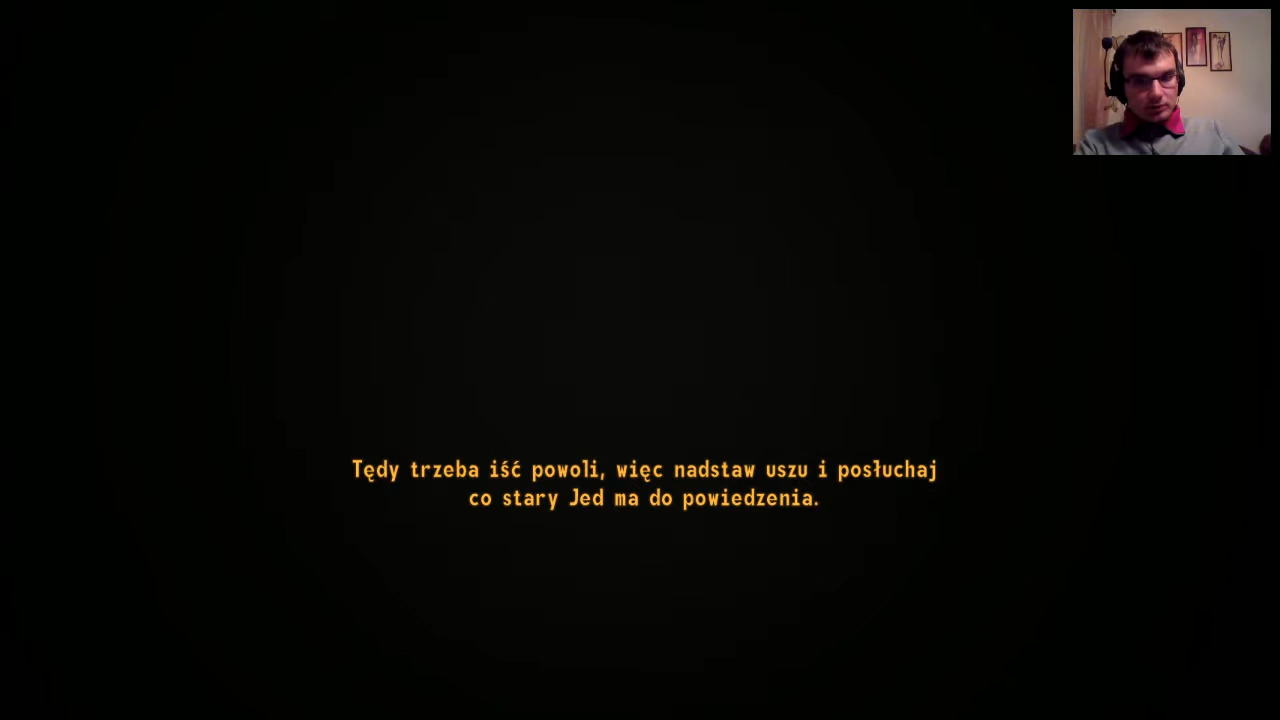 Tędy trzeba iść powoli, więc nadstaw uszu i posłuchaj
co stary Jed ma do powiedzenia.